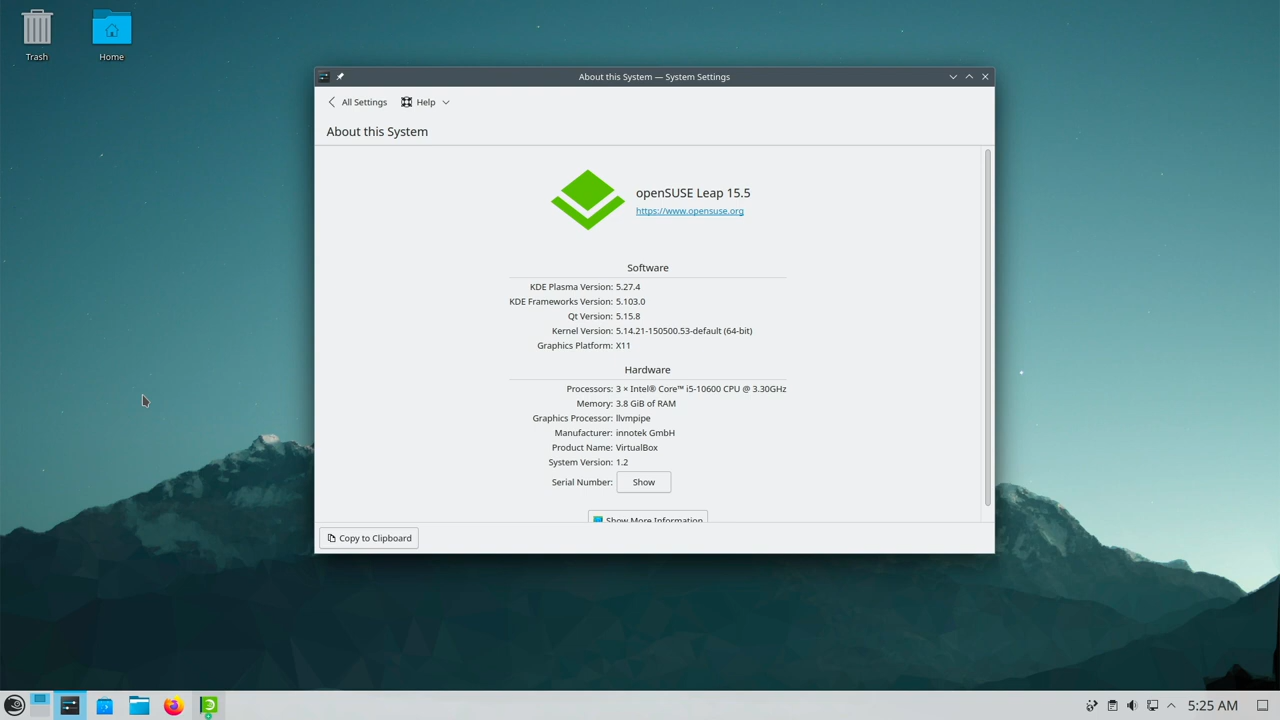 Trash
Home
About this System — System Settings
All Settings
Help
About this System
openSUSE Leap 15.5
https://www.opensuse.org
Software
KDE Plasma Version: 5.27.4
KDE Frameworks Version: 5.103.0
Qt Version: 5.15.8
Kernel Version: 5.14.21-150500.53-default (64-bit)
Graphics Platform: X11
Hardware
Processors: 3 × Intel® Core™ i5-10600 CPU @ 3.30GHz
Memory: 3.8 GiB of RAM
Graphics Processor: llvmpipe
Manufacturer: innotek GmbH
Product Name: VirtualBox
System Version: 1.2
Serial Number: Show
Show More Information
Copy to Clipboard
5:25 AM